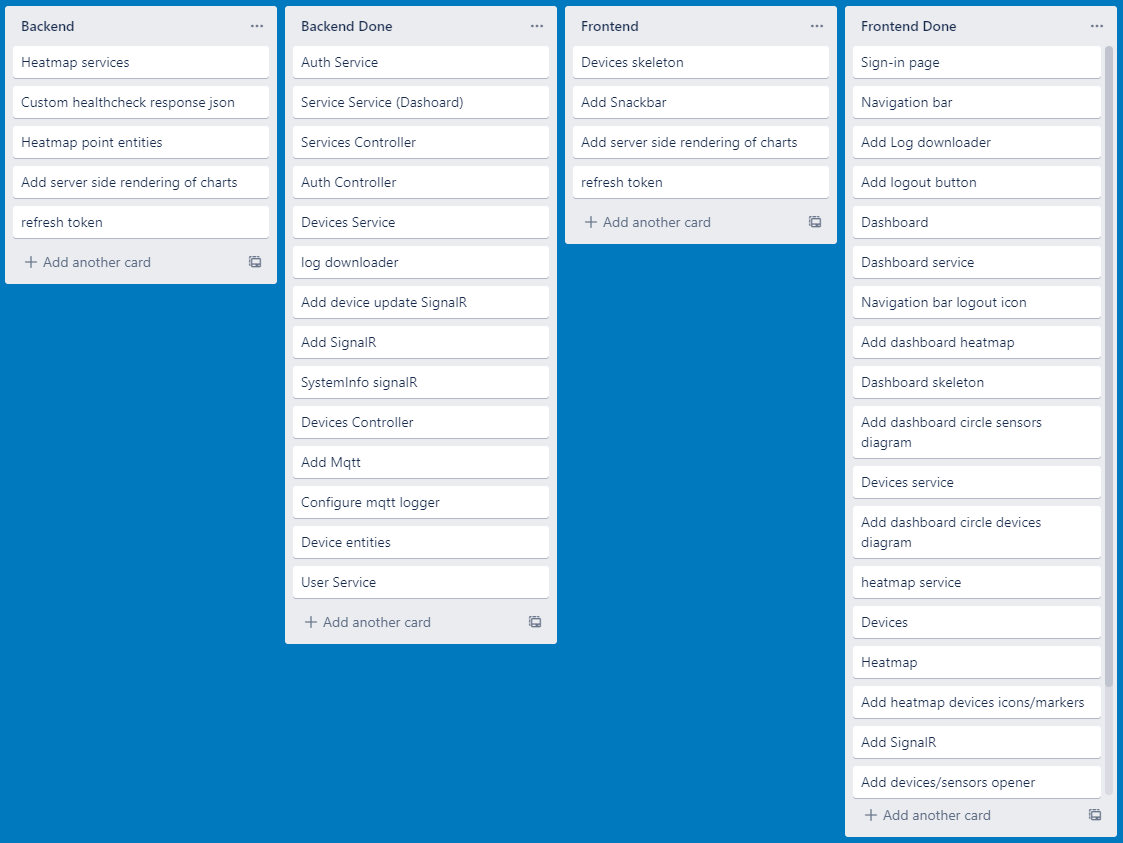 Backend
Heatmap services
Custom healthcheck response json
Heatmap point entities
Add server side rendering of charts
refresh token
Add another card
Backend Done
Auth Service
Service Service (Dashoard)
Services Controller
Auth Controller
Devices Service
log downloader
Add device update SignalR
Add SignalR
SystemInfo signalR
Devices Controller
Add Mqtt
Configure mqtt logger
Device entities
User Service
Add another card
Frontend
Devices skeleton
Add Snackbar
Add server side rendering of charts
refresh token
Add another card
Frontend Done
Sign-in page
Navigation bar
Add Log downloader
Add logout button
Dashboard
Dashboard service
Navigation bar logout icon
Add dashboard heatmap
Dashboard skeleton
Add dashboard circle sensors
diagram
Devices service
Add dashboard circle devices
diagram
heatmap service
Devices
Heatmap
Add heatmap devices icons/markers
Add SignalR
Add devices/sensors opener
Add another card